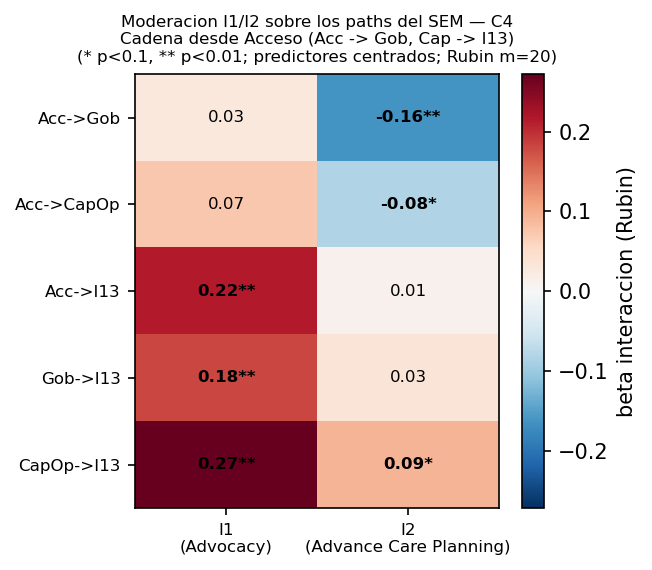 Moderacion I1/I2 sobre los paths del SEM — C4
Cadena desde Acceso (Acc -> Gob, Cap -> I13)
(* p<0.1, ** p<0.01; predictores centrados; Rubin m=20)
Acc->Gob
0.03
-0.16**
Acc->CapOp
0.07
-0.08*
Acc->I13
0.22**
0.01
Gob->I13
0.18**
0.03
CapOp->I13
0.27**
0.09*
I1
(Advocacy)
I2
(Advance Care Planning)
0.2
0.1
0.0
−0.1
−0.2
beta interaccion (Rubin)